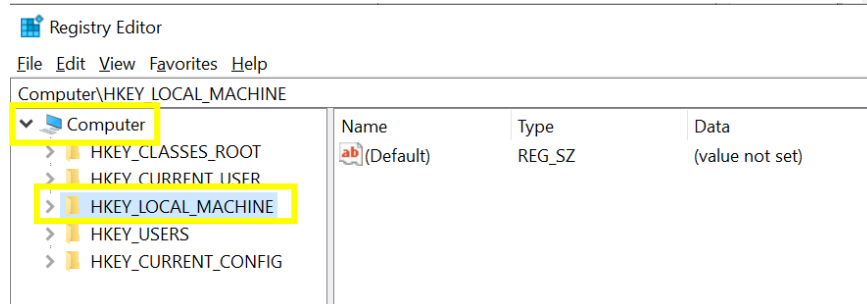 Registry Editor
File Edit View Favorites Help
Computer\HKEY_LOCAL_MACHINE
Computer
HKEY_CLASSES_ROOT
HKEY_CURRENT_USER
HKEY_LOCAL_MACHINE
HKEY_USERS
HKEY_CURRENT_CONFIG
Name Type Data
ab (Default) REG_SZ (value not set)